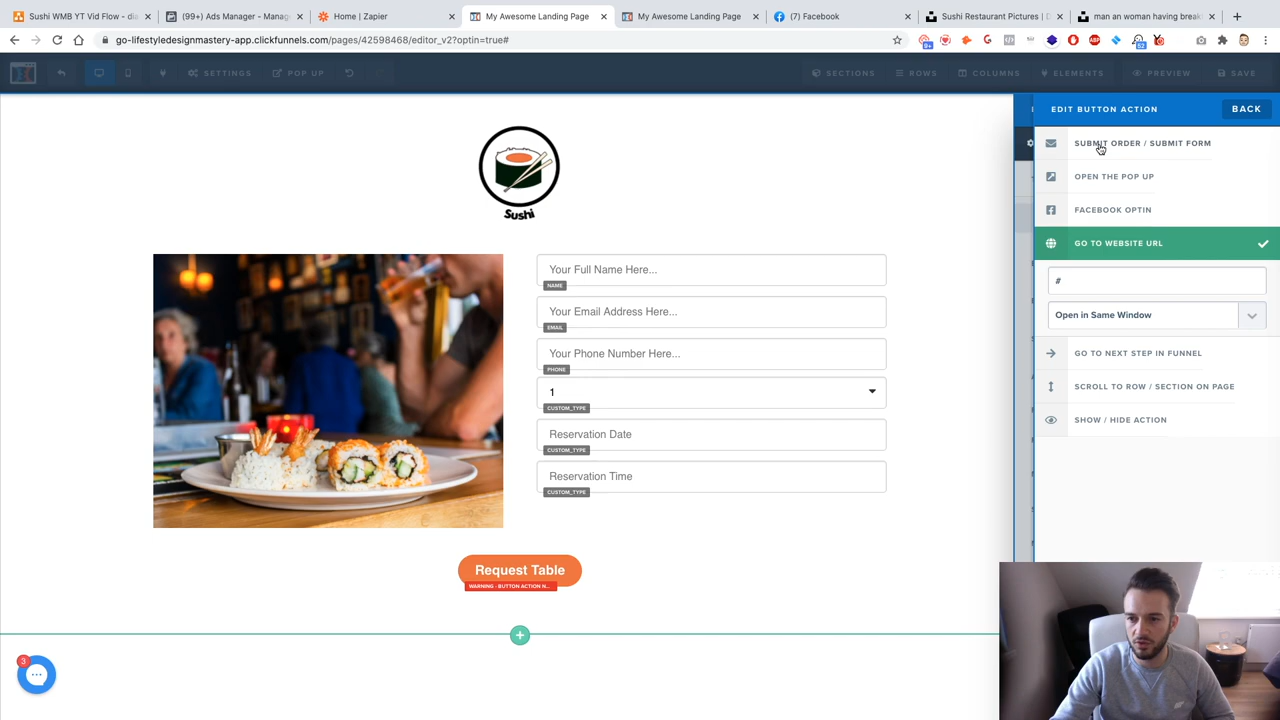 Sushi WMB YT Vid Flow - dia
(99+) Ads Manager - Manag
Home | Zapier
My Awesome Landing Page
My Awesome Landing Page
(7) Facebook
Sushi Restaurant Pictures | D
man an woman having break
go-lifestyledesignmastery-app.clickfunnels.com/pages/42598468/editor_v2?optin=true#
SETTINGS
POP UP
SECTIONS
ROWS
COLUMNS
ELEMENTS
PREVIEW
SAVE
EDIT BUTTON ACTION
BACK
SUBMIT ORDER / SUBMIT FORM
OPEN THE POP UP
FACEBOOK OPTIN
GO TO WEBSITE URL
#
Open in Same Window
GO TO NEXT STEP IN FUNNEL
SCROLL TO ROW / SECTION ON PAGE
SHOW / HIDE ACTION
Sushi
Your Full Name Here...
NAME
Your Email Address Here...
EMAIL
Your Phone Number Here...
PHONE
1
CUSTOM_TYPE
Reservation Date
CUSTOM_TYPE
Reservation Time
CUSTOM_TYPE
Request Table
WARNING - BUTTON ACTION N...
3